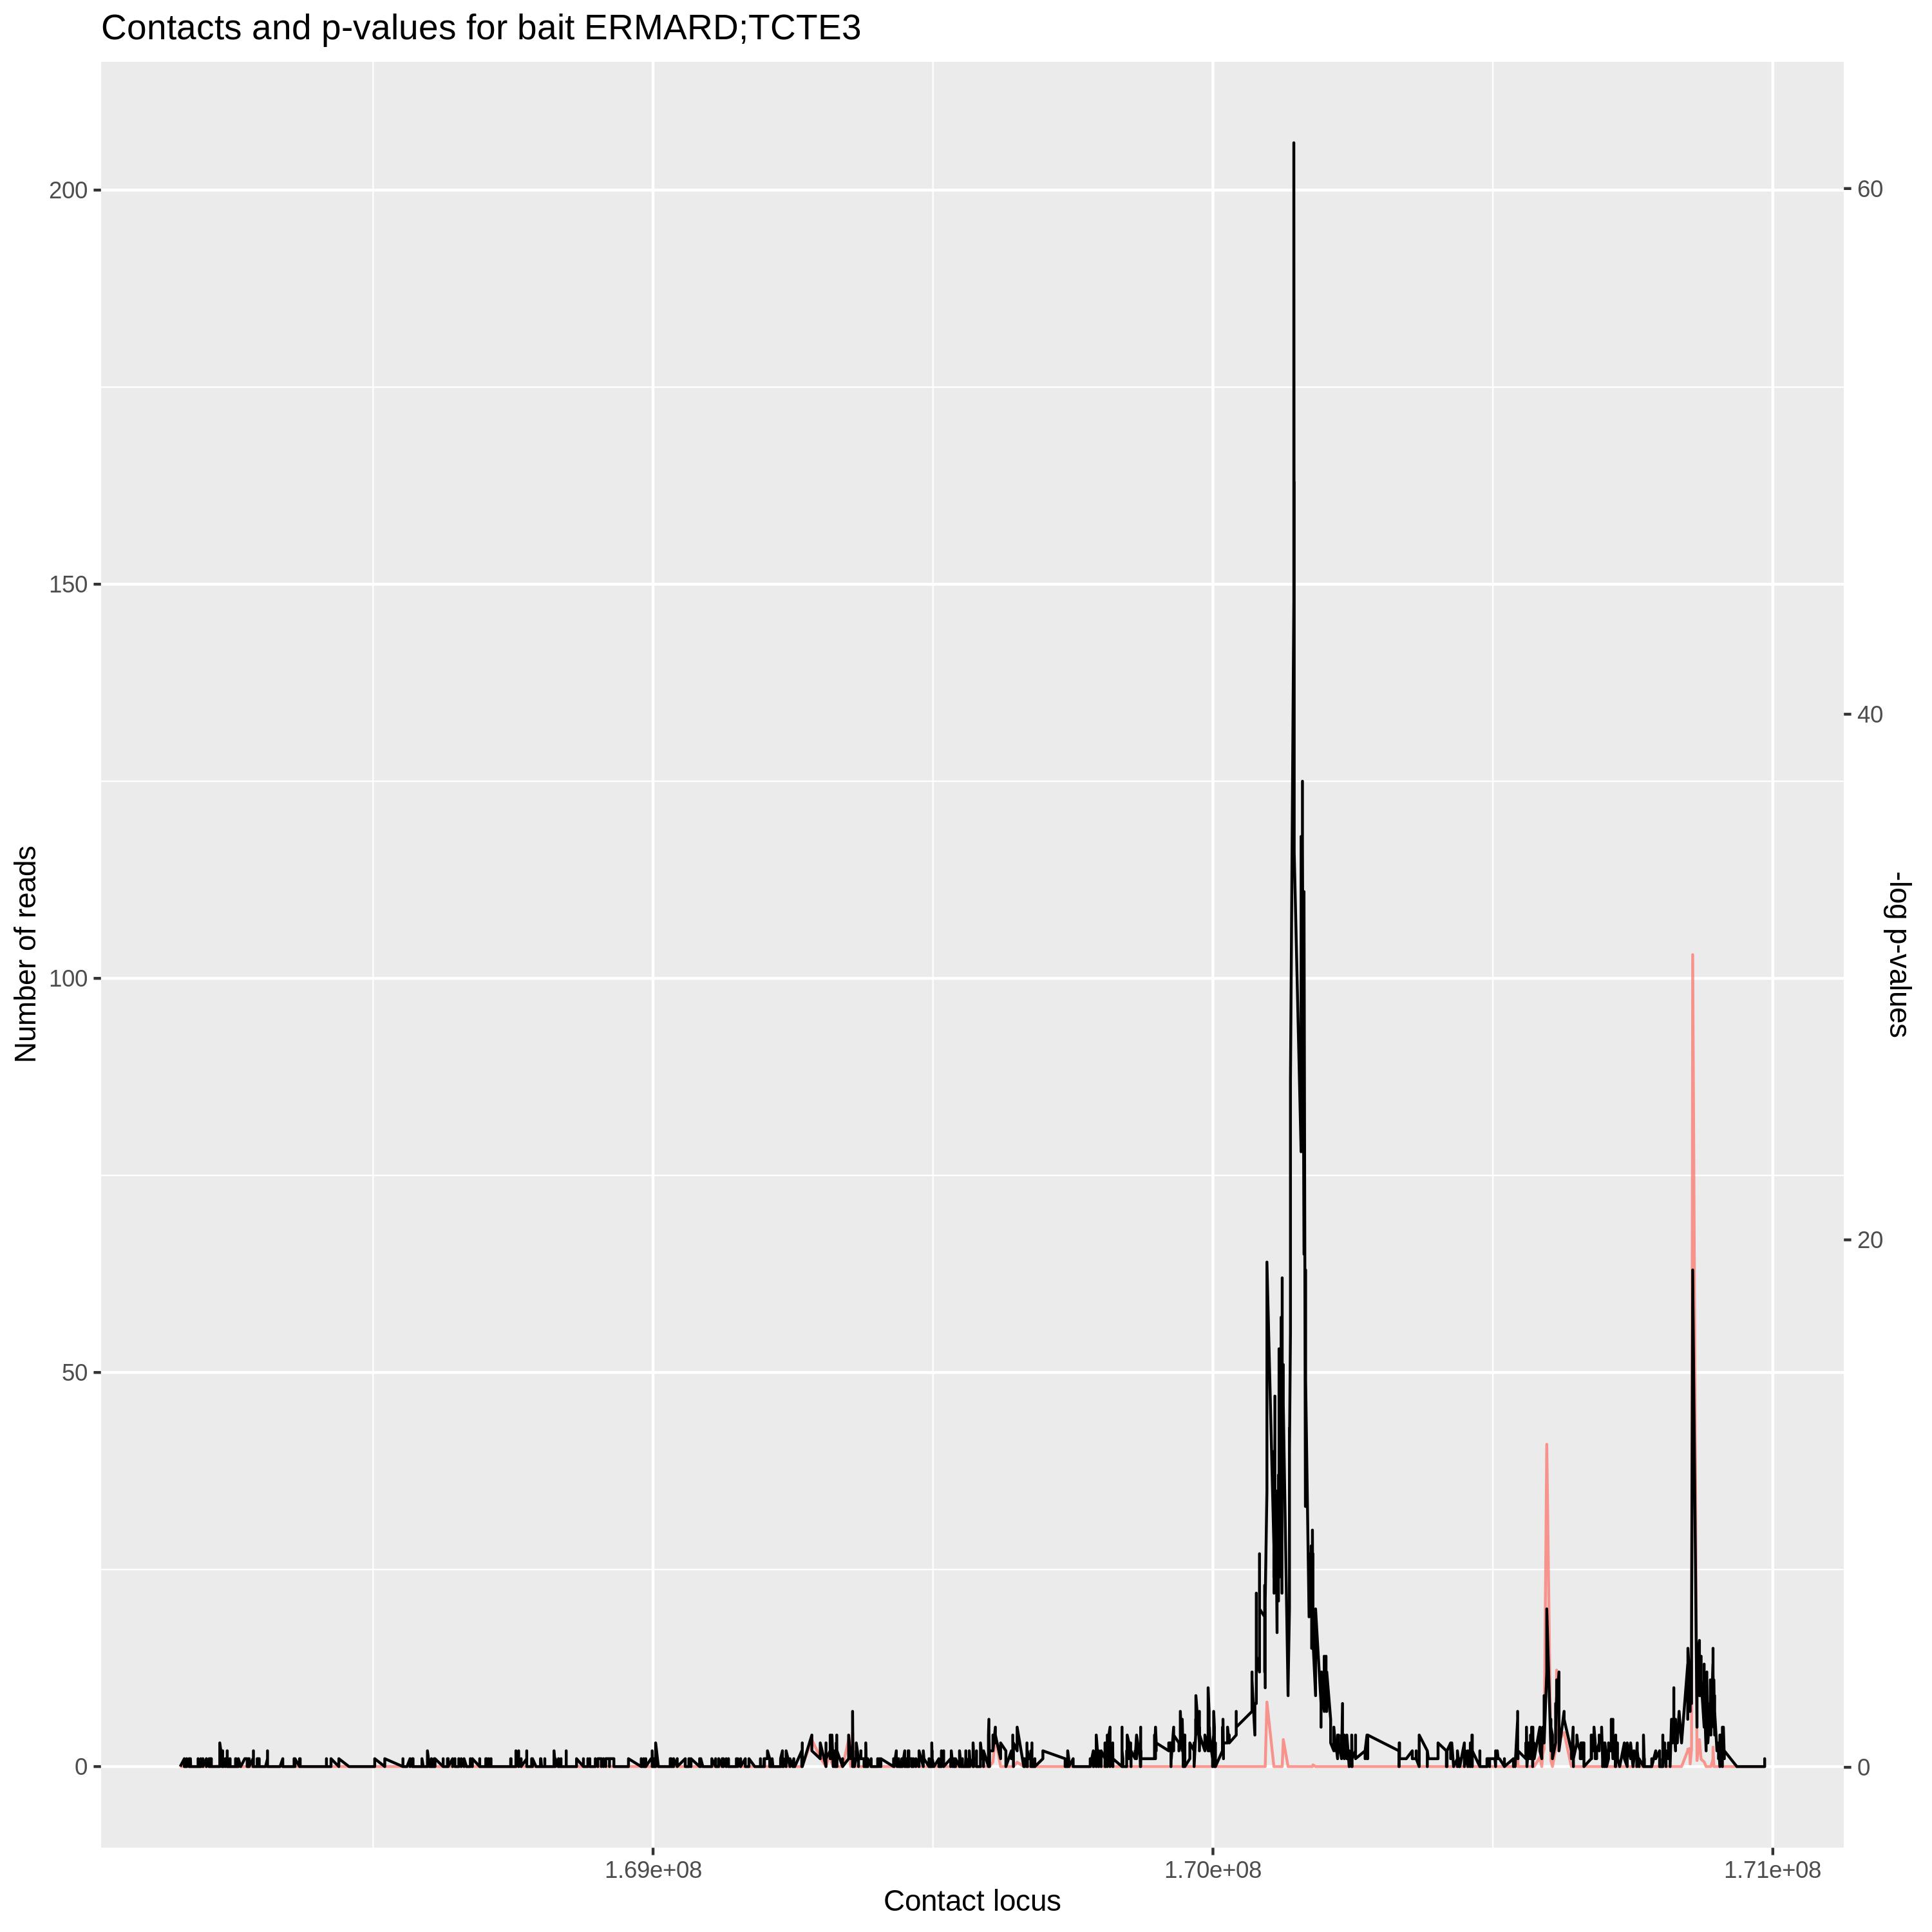 Contacts and p-values for bait ERMARD;TCTE3
200
150
100
50
0
Number of reads
60
40
20
0
-log p-values
1.69e+08
1.70e+08
1.71e+08
Contact locus